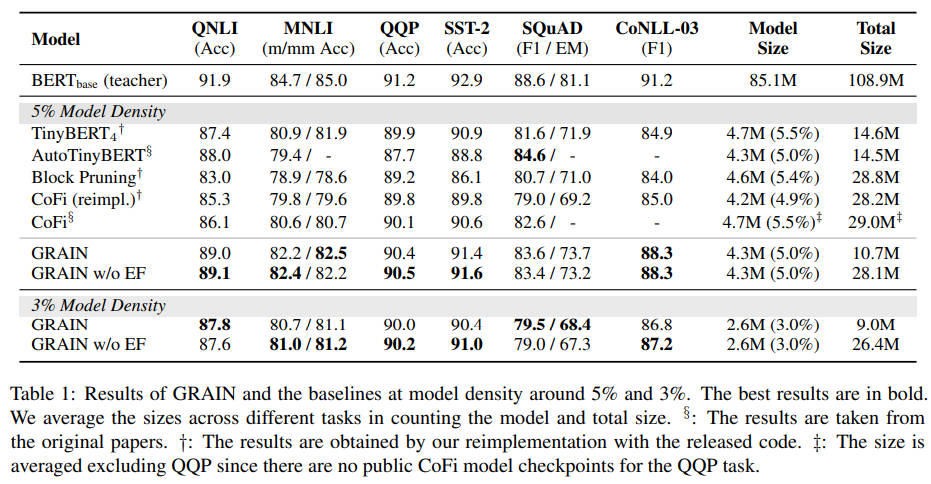 Model QNLI MNLI QQP SST-2 SQuAD CoNLL-03 Model Total
(Acc) (m/mm Acc) (Acc) (Acc) (F1 / EM) (F1) Size Size
BERTbase (teacher) 91.9 84.7 / 85.0 91.2 92.9 88.6 / 81.1 91.2 85.1M 108.9M
5% Model Density
TinyBERT4† 87.4 80.9 / 81.9 89.9 90.9 81.6 / 71.9 84.9 4.7M (5.5%) 14.6M
AutoTinyBERT§ 88.0 79.4 / - 87.7 88.8 84.6 / - - 4.3M (5.0%) 14.5M
Block Pruning† 83.0 78.9 / 78.6 89.2 86.1 80.7 / 71.0 84.0 4.6M (5.4%) 28.8M
CoFi (reimpl.)† 85.3 79.8 / 79.6 89.8 89.8 79.0 / 69.2 85.0 4.2M (4.9%) 28.2M
CoFi§ 86.1 80.6 / 80.7 90.1 90.6 82.6 / - - 4.7M (5.5%)‡ 29.0M‡
GRAIN 89.0 82.2 / 82.5 90.4 91.4 83.6 / 73.7 88.3 4.3M (5.0%) 10.7M
GRAIN w/o EF 89.1 82.4 / 82.2 90.5 91.6 83.4 / 73.2 88.3 4.3M (5.0%) 28.1M
3% Model Density
GRAIN 87.8 80.7 / 81.1 90.0 90.4 79.5 / 68.4 86.8 2.6M (3.0%) 9.0M
GRAIN w/o EF 87.6 81.0 / 81.2 90.2 91.0 79.0 / 67.3 87.2 2.6M (3.0%) 26.4M
Table 1: Results of GRAIN and the baselines at model density around 5% and 3%. The best results are in bold.
We average the sizes across different tasks in counting the model and total size. §: The results are taken from
the original papers. †: The results are obtained by our reimplementation with the released code. ‡: The size is
averaged excluding QQP since there are no public CoFi model checkpoints for the QQP task.